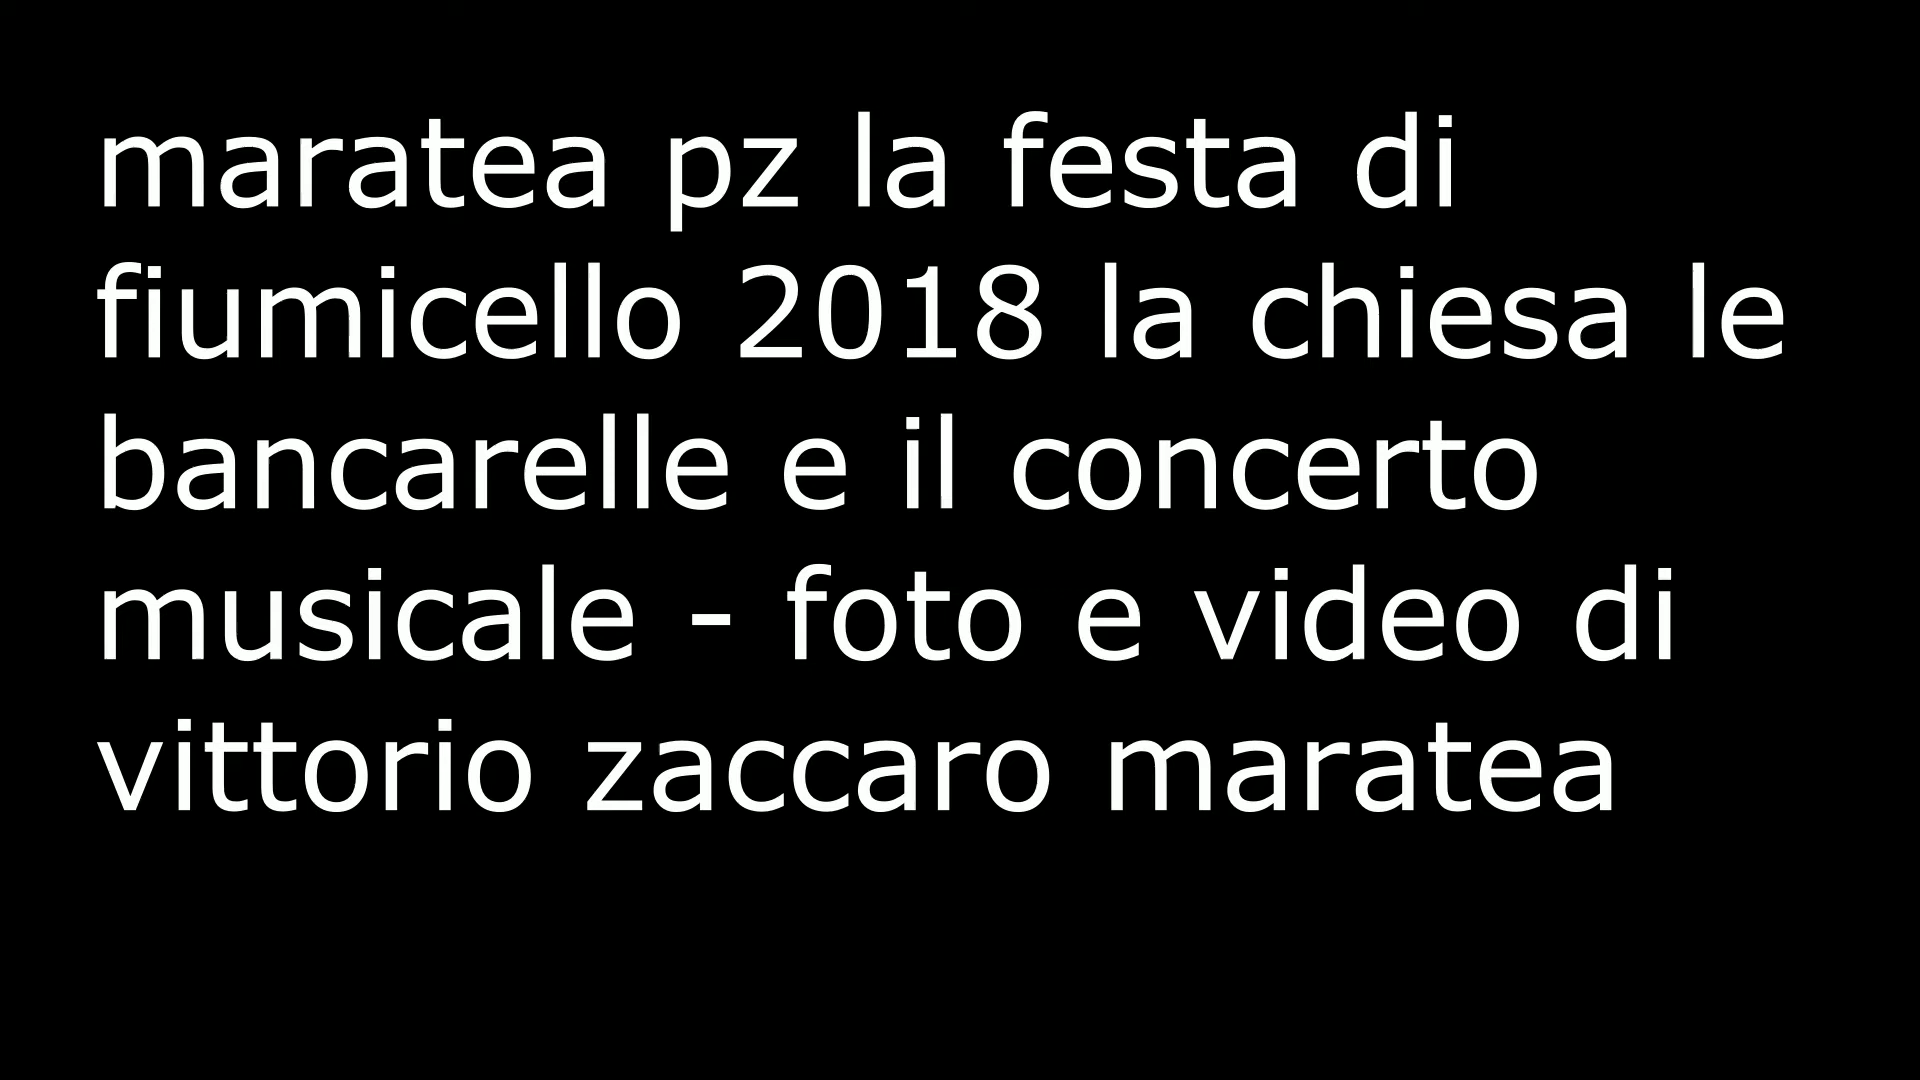 maratea pz la festa di
fiumicello 2018 la chiesa le
bancarelle e il concerto
musicale - foto e video di
vittorio zaccaro maratea